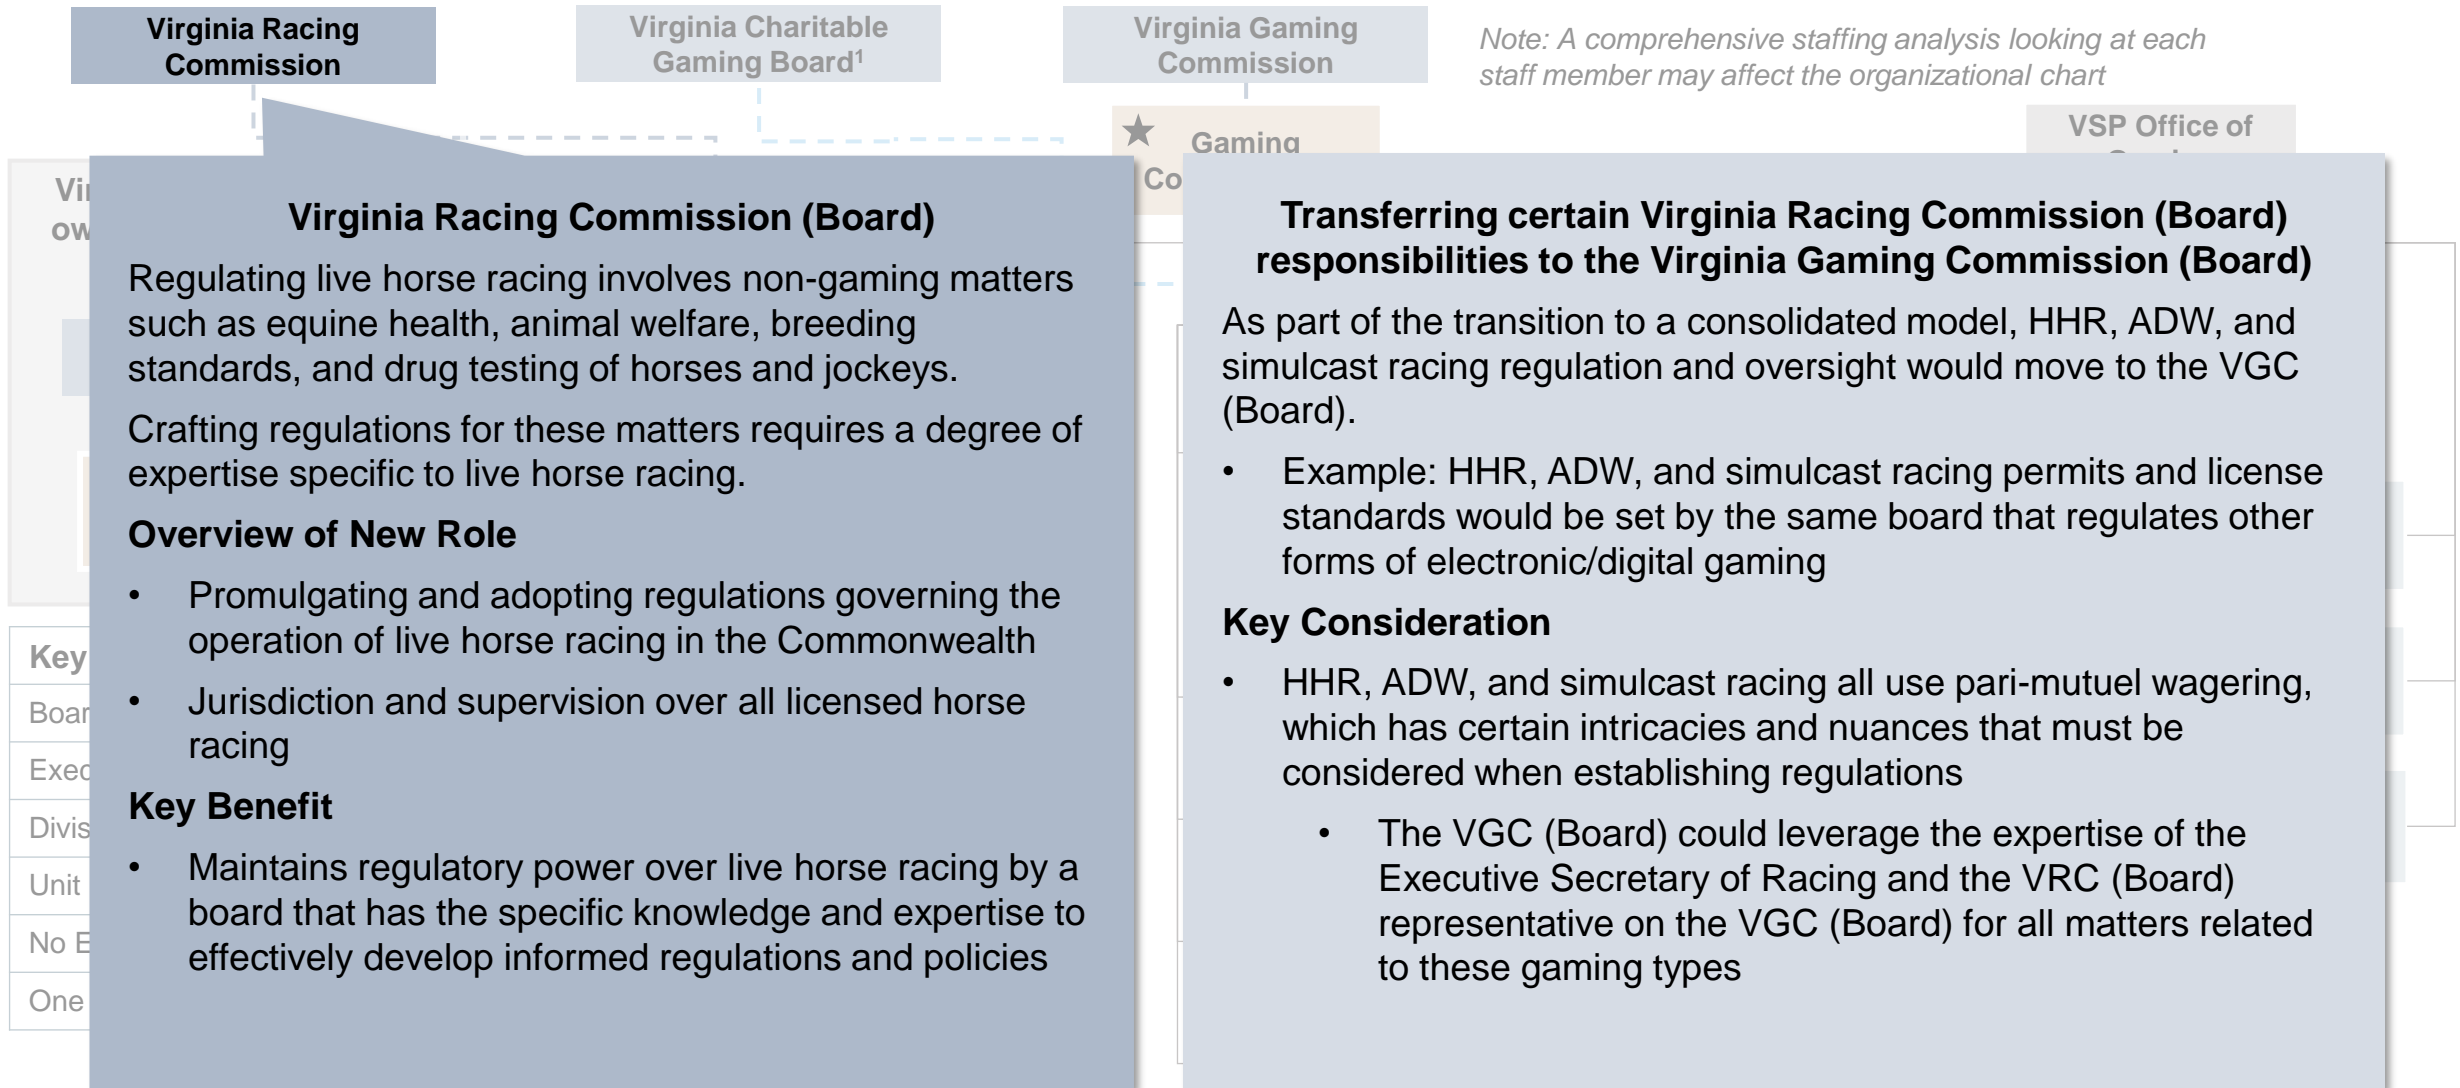 Virginia Racing
Commission
Virginia Charitable
Gaming Board¹
Virginia Gaming
Commission
Note: A comprehensive staffing analysis looking at each
staff member may affect the organizational chart
Gaming
VSP Office of
Virginia Racing Commission (Board)
Regulating live horse racing involves non-gaming matters
such as equine health, animal welfare, breeding
standards, and drug testing of horses and jockeys.
Crafting regulations for these matters requires a degree of
expertise specific to live horse racing.
Overview of New Role
• Promulgating and adopting regulations governing the
operation of live horse racing in the Commonwealth
• Jurisdiction and supervision over all licensed horse
racing
Key Benefit
• Maintains regulatory power over live horse racing by a
board that has the specific knowledge and expertise to
effectively develop informed regulations and policies
Transferring certain Virginia Racing Commission (Board)
responsibilities to the Virginia Gaming Commission (Board)
As part of the transition to a consolidated model, HHR, ADW, and
simulcast racing regulation and oversight would move to the VGC
(Board).
• Example: HHR, ADW, and simulcast racing permits and license
standards would be set by the same board that regulates other
forms of electronic/digital gaming
Key Consideration
• HHR, ADW, and simulcast racing all use pari-mutuel wagering,
which has certain intricacies and nuances that must be
considered when establishing regulations
• The VGC (Board) could leverage the expertise of the
Executive Secretary of Racing and the VRC (Board)
representative on the VGC (Board) for all matters related
to these gaming types
Key
Unit
No
One